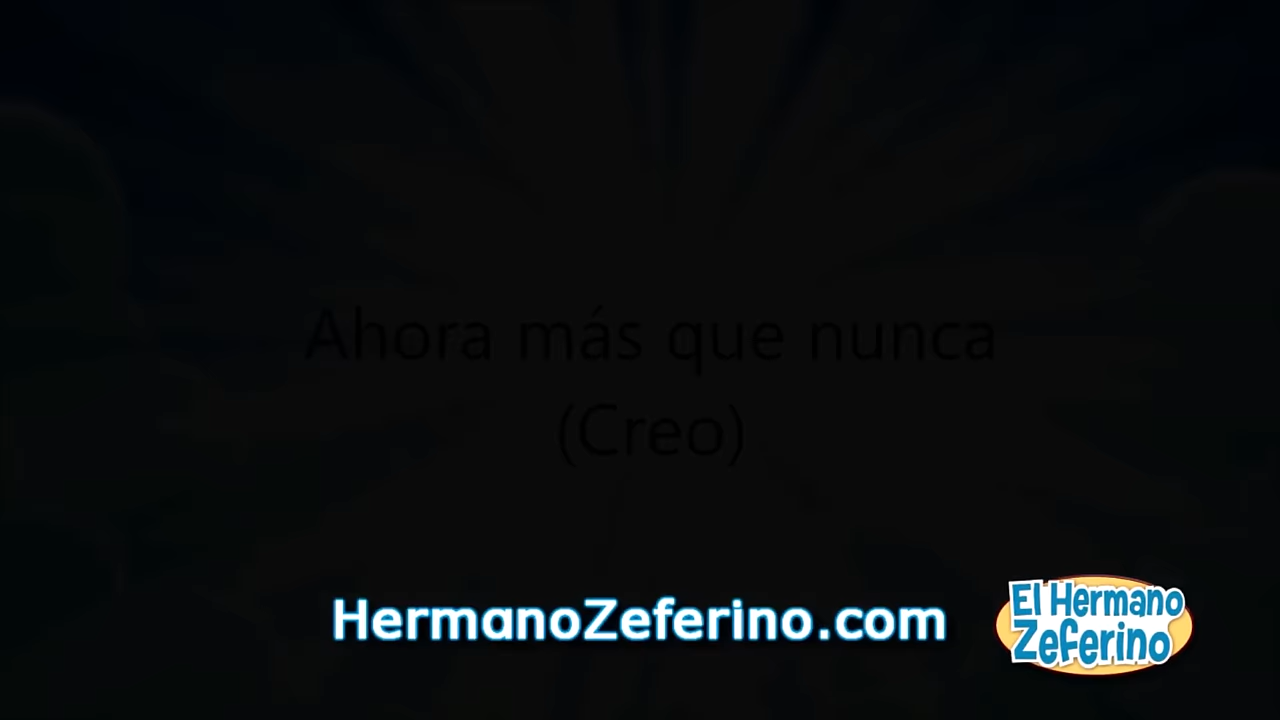 Ahora más que nunca
(Creo)
HermanoZeferino.com
El Hermano
Zeferino